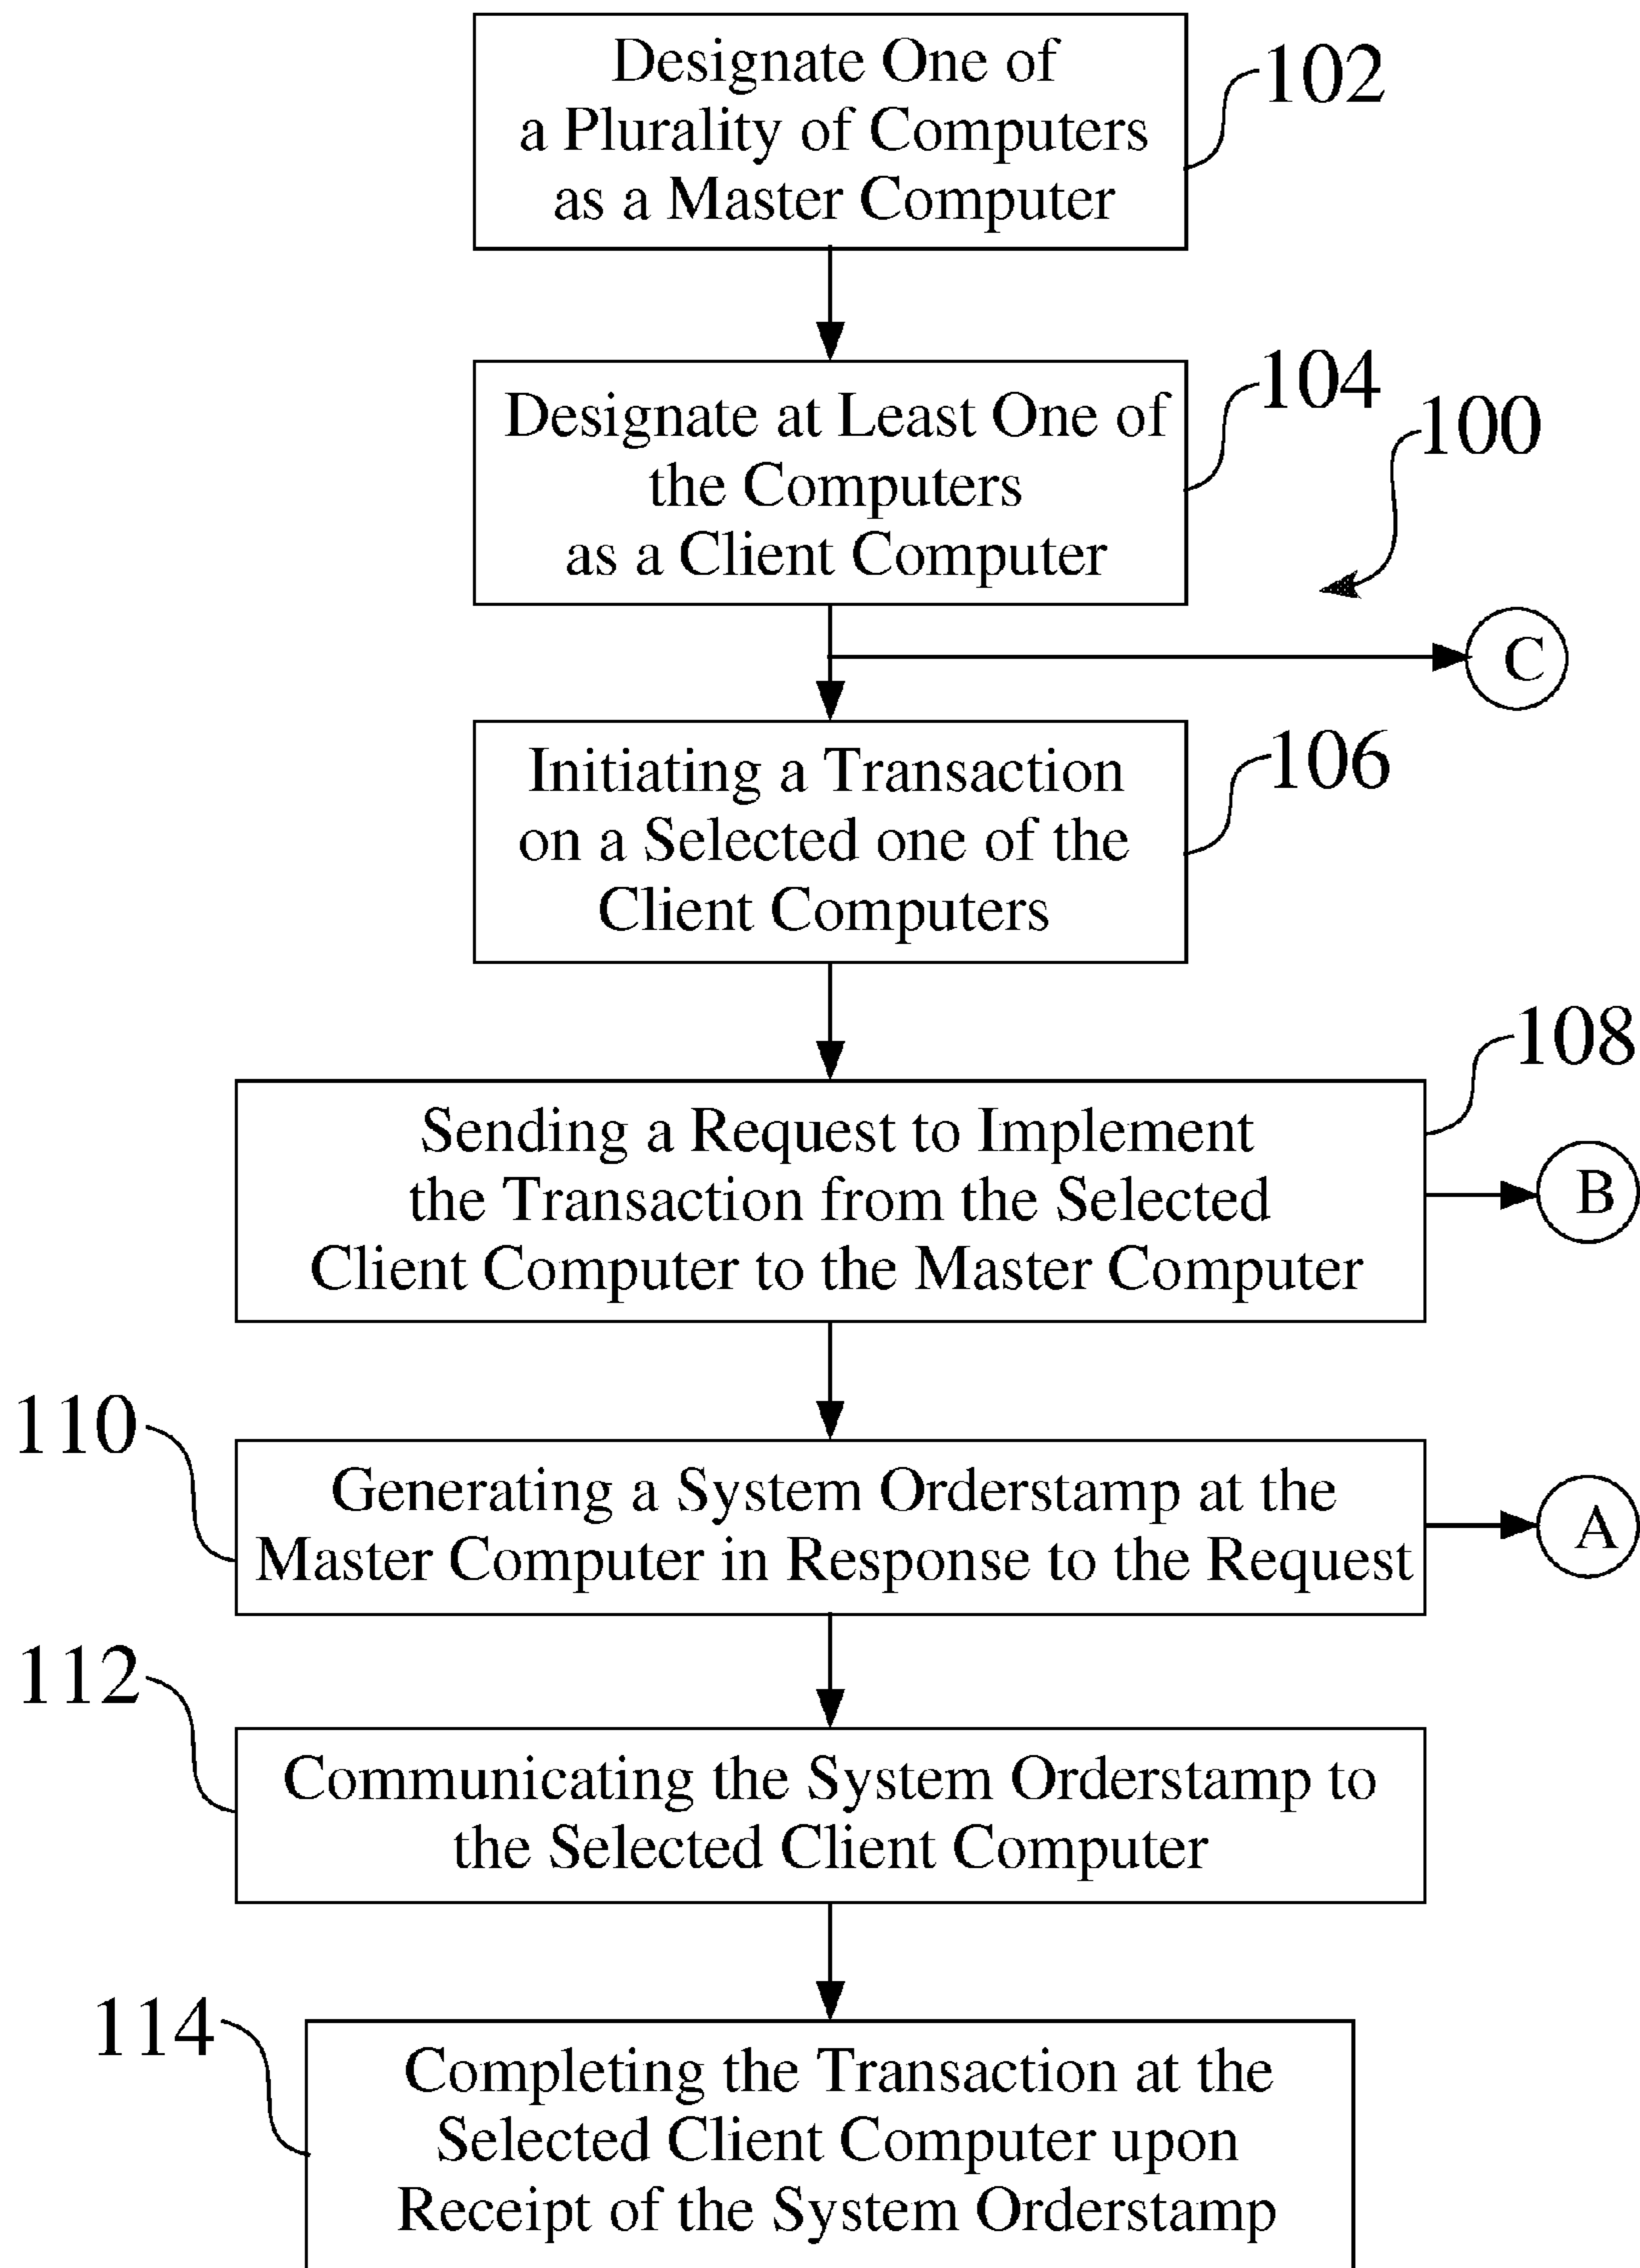 Designate One of
a Plurality of Computers
as a Master Computer
102
Designate at Least One of
the Computers
as a Client Computer
104
100
C
Initiating a Transaction
on a Selected one of the
Client Computers
106
108
Sending a Request to Implement
the Transaction from the Selected
Client Computer to the Master Computer
B
110
Generating a System Orderstamp at the
Master Computer in Response to the Request
A
112
Communicating the System Orderstamp to
the Selected Client Computer
114
Completing the Transaction at the
Selected Client Computer upon
Receipt of the System Orderstamp